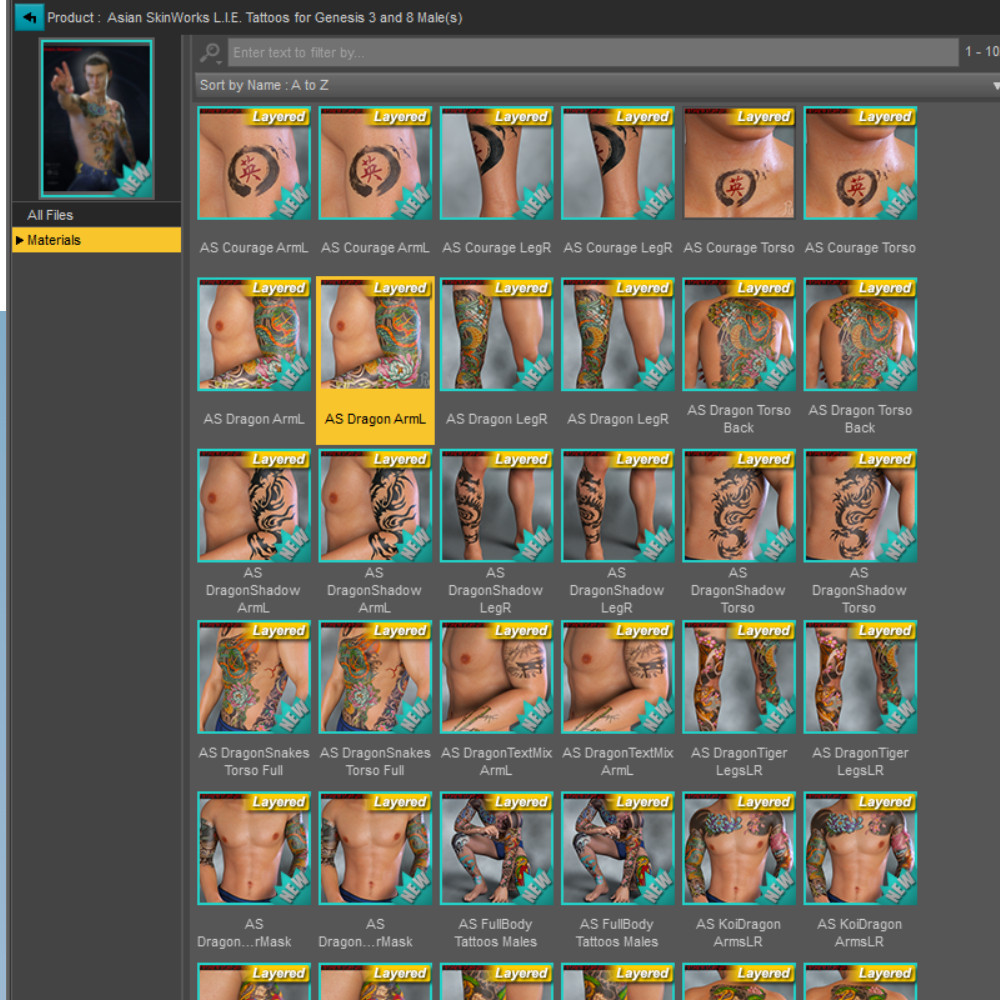 Product : Asian SkinWorks L.I.E. Tattoos for Genesis 3 and 8 Male(s)
Enter text to filter by...
1 - 10
Sort by Name : A to Z
All Files
Materials
NEW
Layered Layered Layered Layered Layered Layered
英 英 英 英
NEW NEW NEW NEW NEW
AS Courage ArmL AS Courage ArmL AS Courage LegR AS Courage LegR AS Courage Torso AS Courage Torso
Layered Layered Layered Layered Layered Layered
NEW NEW NEW NEW NEW
AS Dragon ArmL AS Dragon ArmL AS Dragon LegR AS Dragon LegR AS Dragon Torso AS Dragon Torso
Back Back
Layered Layered Layered Layered Layered Layered
NEW NEW NEW NEW NEW NEW
AS AS AS AS AS AS
DragonShadow DragonShadow DragonShadow DragonShadow DragonShadow DragonShadow
ArmL ArmL LegR LegR Torso Torso
Layered Layered Layered Layered Layered Layered
NEW NEW NEW NEW NEW NEW
AS DragonSnakes AS DragonSnakes AS DragonTextMix AS DragonTextMix AS DragonTiger AS DragonTiger
Torso Full Torso Full ArmL ArmL LegsLR LegsLR
Layered Layered Layered Layered Layered Layered
NEW NEW NEW NEW NEW NEW
AS AS AS FullBody AS FullBody AS KoiDragon AS KoiDragon
Dragon...rMask Dragon...rMask Tattoos Males Tattoos Males ArmsLR ArmsLR
Layered Layered Layered Layered Layered Layered